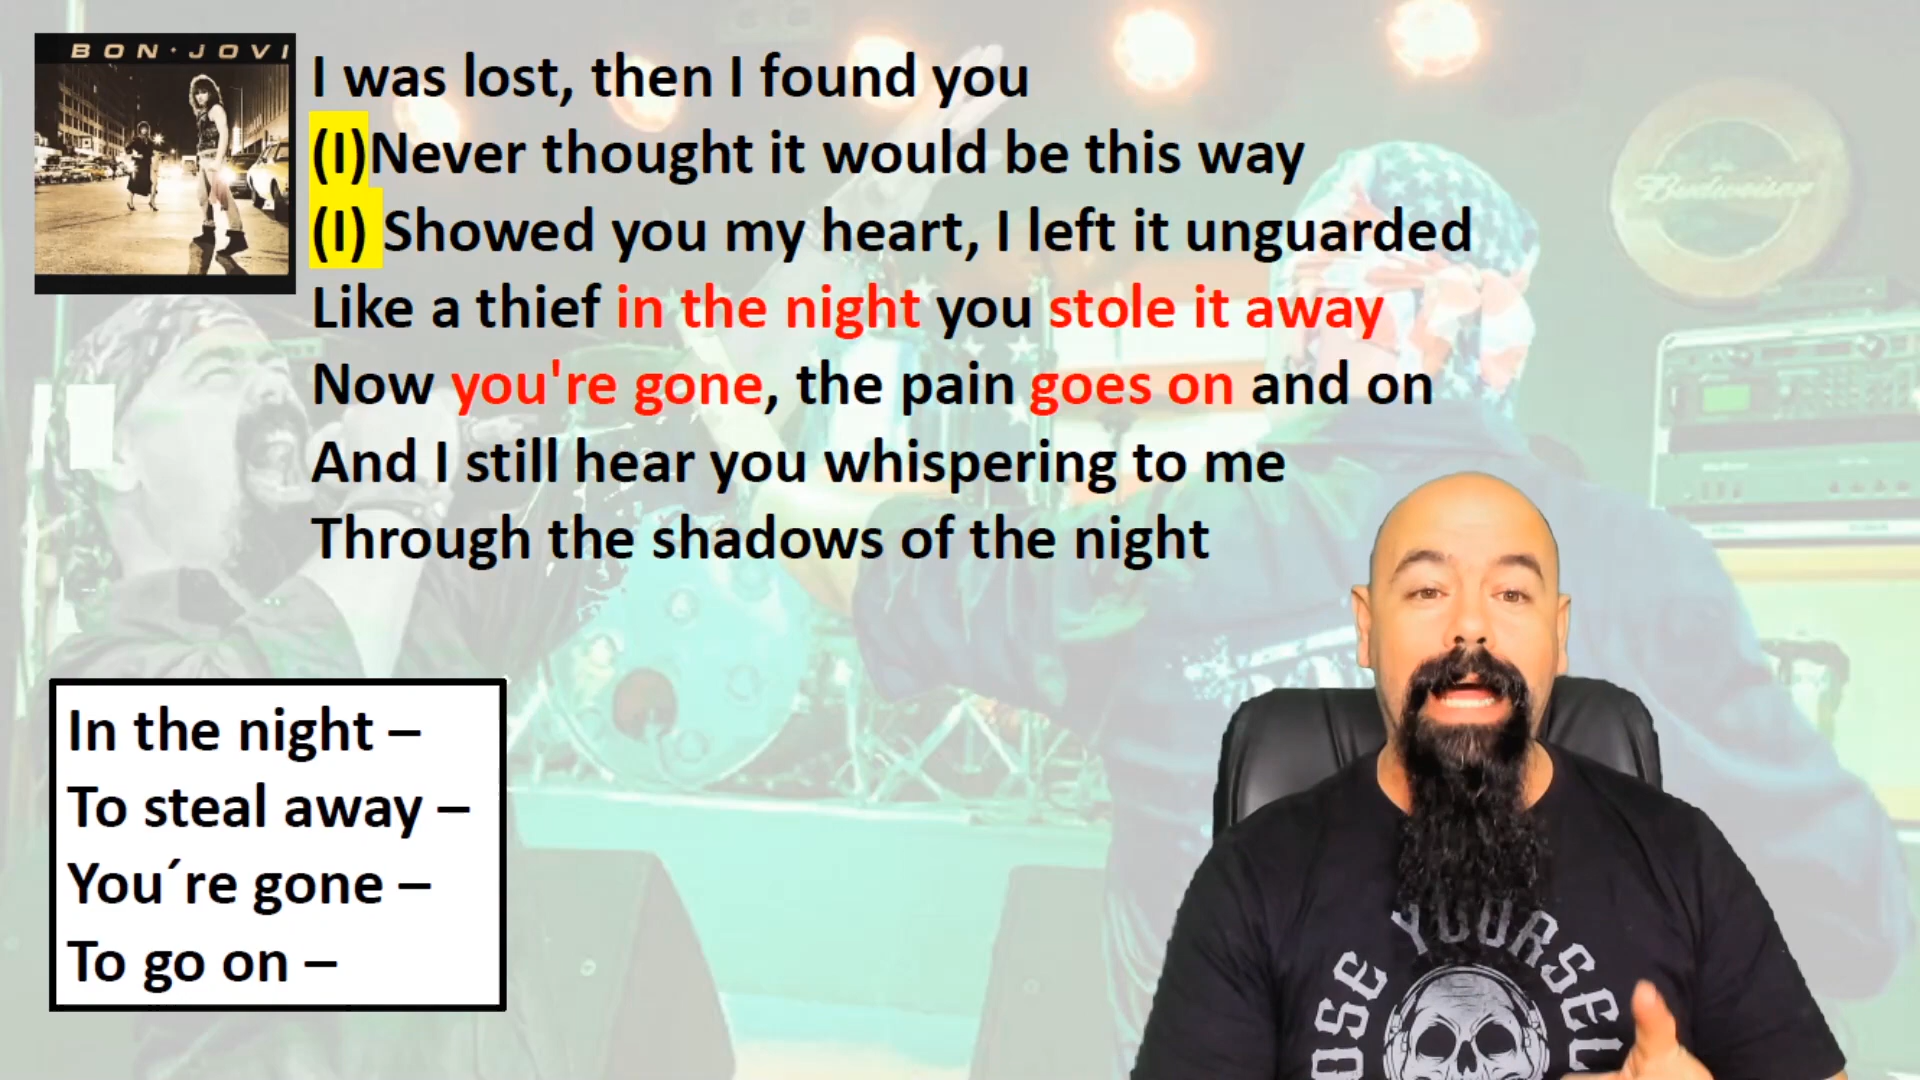 BON·JOVI
I was lost, then I found you
(I)Never thought it would be this way
(I) Showed you my heart, I left it unguarded
Like a thief in the night you stole it away
Now you're gone, the pain goes on and on
And I still hear you whispering to me
Through the shadows of the night
Budweiser
In the night –
To steal away –
You´re gone –
To go on –
YOURSEL
OSE